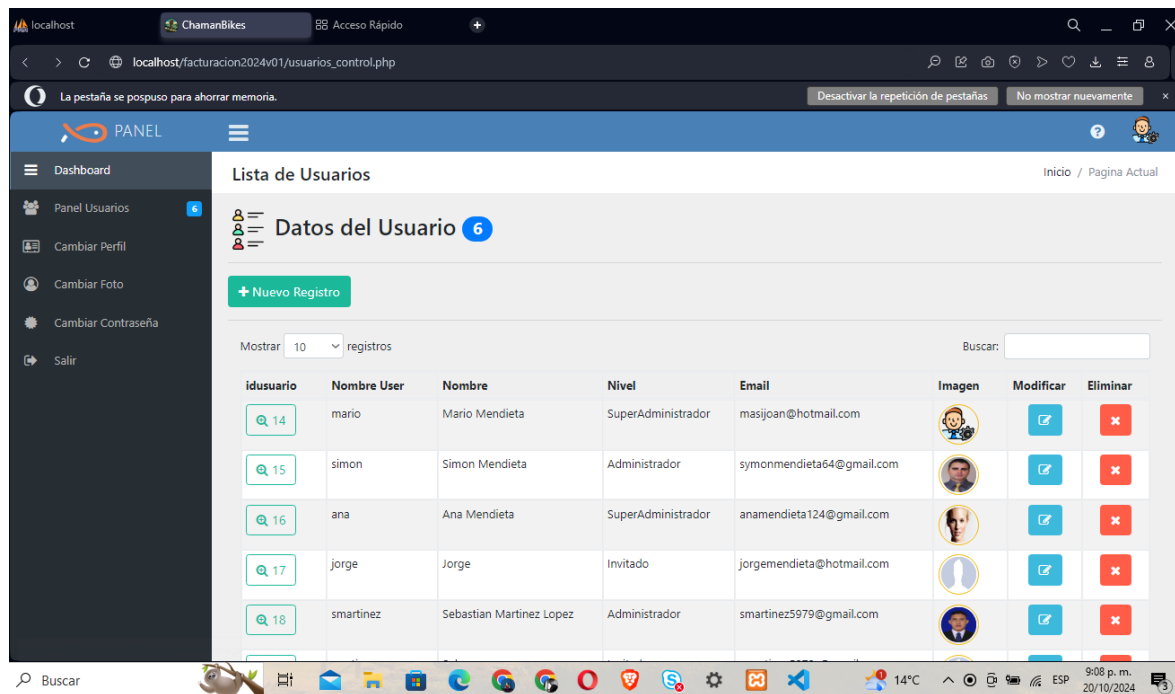 localhost ChamanBikes Acceso Rápido
localhost/facturacion2024v01/usuarios_control.php
La pestaña se pospuso para ahorrar memoria. Desactivar la repetición de pestañas No mostrar nuevamente
PANEL
Dashboard
Panel Usuarios 6
Cambiar Perfil
Cambiar Foto
Cambiar Contraseña
Salir
Lista de Usuarios Inicio / Pagina Actual
Datos del Usuario 6
+ Nuevo Registro
Mostrar 10 registros Buscar:
idusuario Nombre User Nombre Nivel Email Imagen Modificar Eliminar
14 mario Mario Mendieta SuperAdministrador masijoan@hotmail.com
15 simon Simon Mendieta Administrador symonmendieta64@gmail.com
16 ana Ana Mendieta SuperAdministrador anamendieta124@gmail.com
17 jorge Jorge Invitado jorgemendieta@hotmail.com
18 smartinez Sebastian Martinez Lopez Administrador smartinez5979@gmail.com
Buscar 14°C ESP 9:08 p. m.
20/10/2024